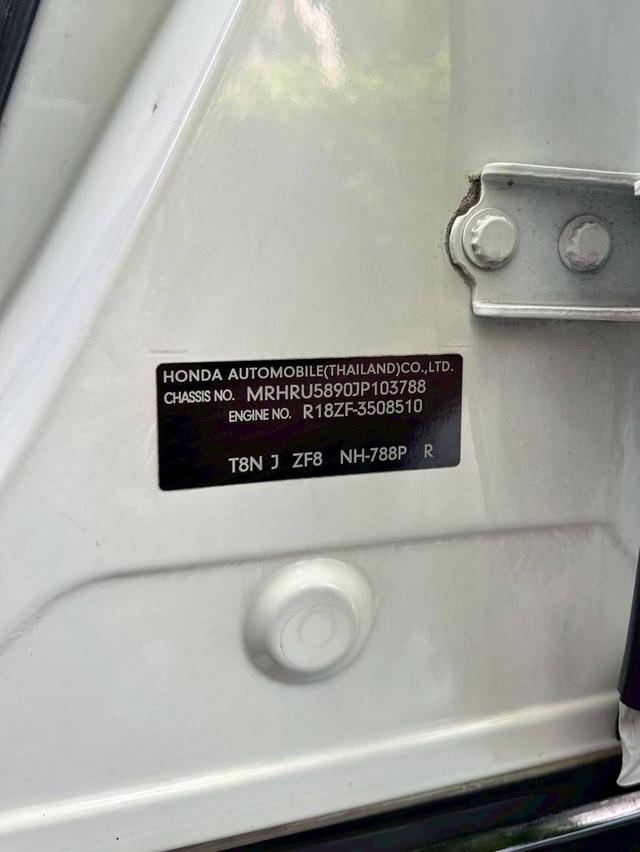 HONDA AUTOMOBILE(THAILAND)CO.,LTD.
CHASSIS NO. MRHRU5890JP103788
ENGINE NO. R18ZF-3508510
T8N J ZF8 NH-788P R